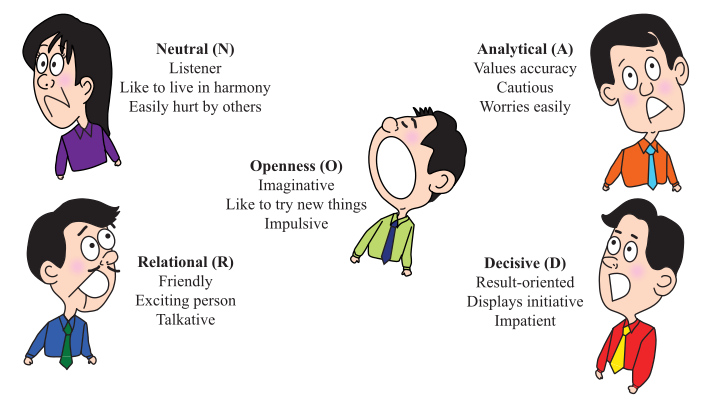 Neutral (N)
Listener
Like to live in harmony
Easily hurt by others
Analytical (A)
Values accuracy
Cautious
Worries easily
Openness (O)
Imaginative
Like to try new things
Impulsive
Relational (R)
Friendly
Exciting person
Talkative
Decisive (D)
Result-oriented
Displays initiative
Impatient